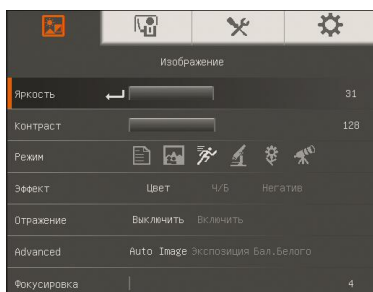 Изображение
Яркость 31
Контраст 128
Режим
Эффект Цвет Ч/Б Негатив
Отражение Выключить Включить
Advanced Auto Image Экспозиция Бал.Белого
Фокусировка 4